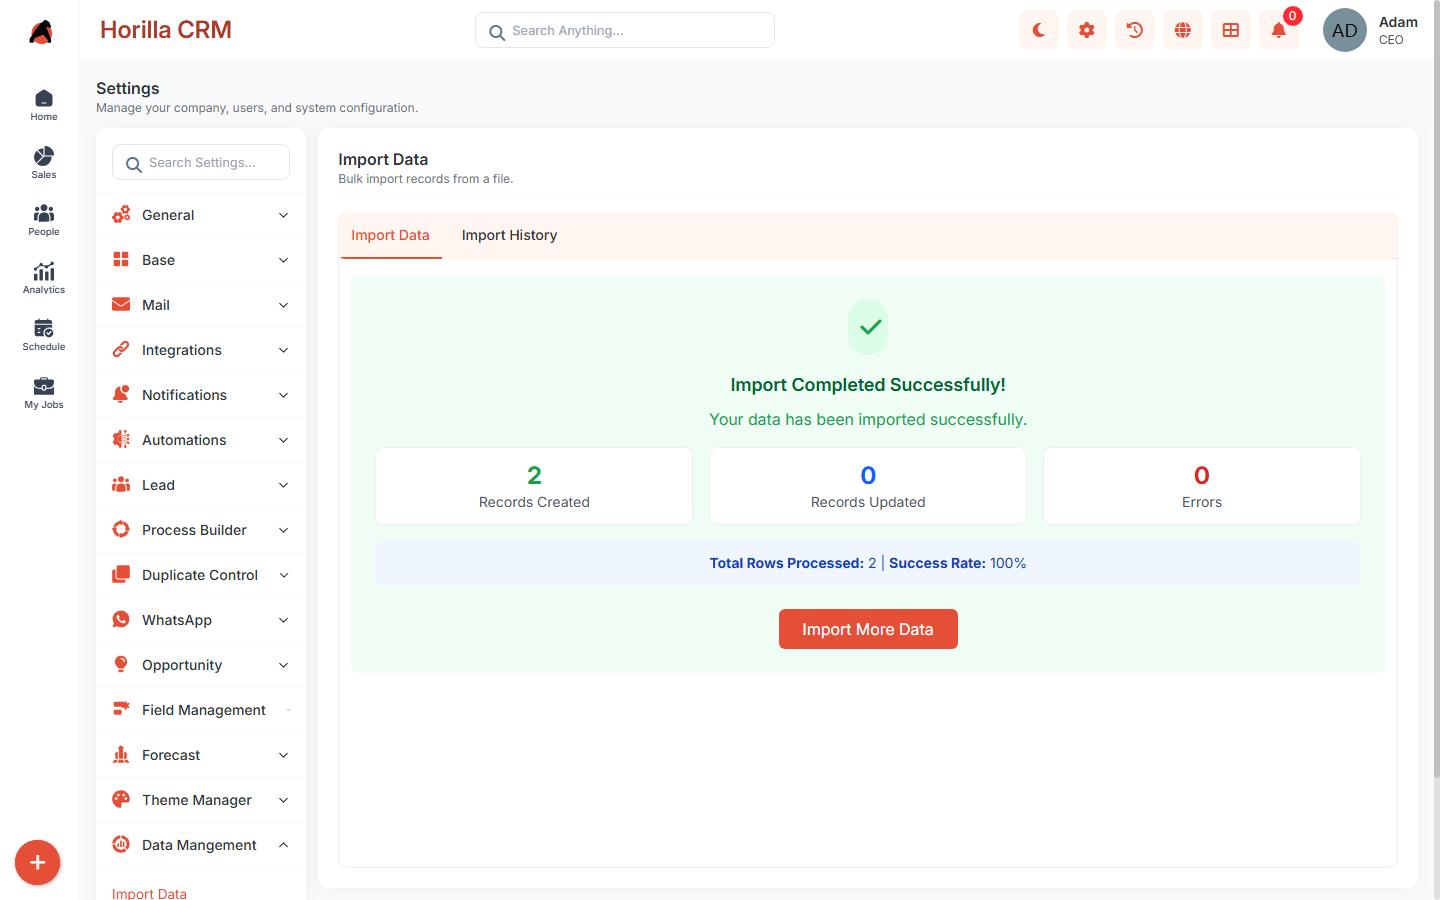 Horilla CRM
Search Anything...
0
AD
Adam
CEO
Home
Sales
People
Analytics
Schedule
My Jobs
Settings
Manage your company, users, and system configuration.
Search Settings...
General
Base
Mail
Integrations
Notifications
Automations
Lead
Process Builder
Duplicate Control
WhatsApp
Opportunity
Field Management
Forecast
Theme Manager
Data Mangement
Import Data
Import Data
Bulk import records from a file.
Import Data
Import History
Import Completed Successfully!
Your data has been imported successfully.
2
Records Created
0
Records Updated
0
Errors
Total Rows Processed: 2 | Success Rate: 100%
Import More Data